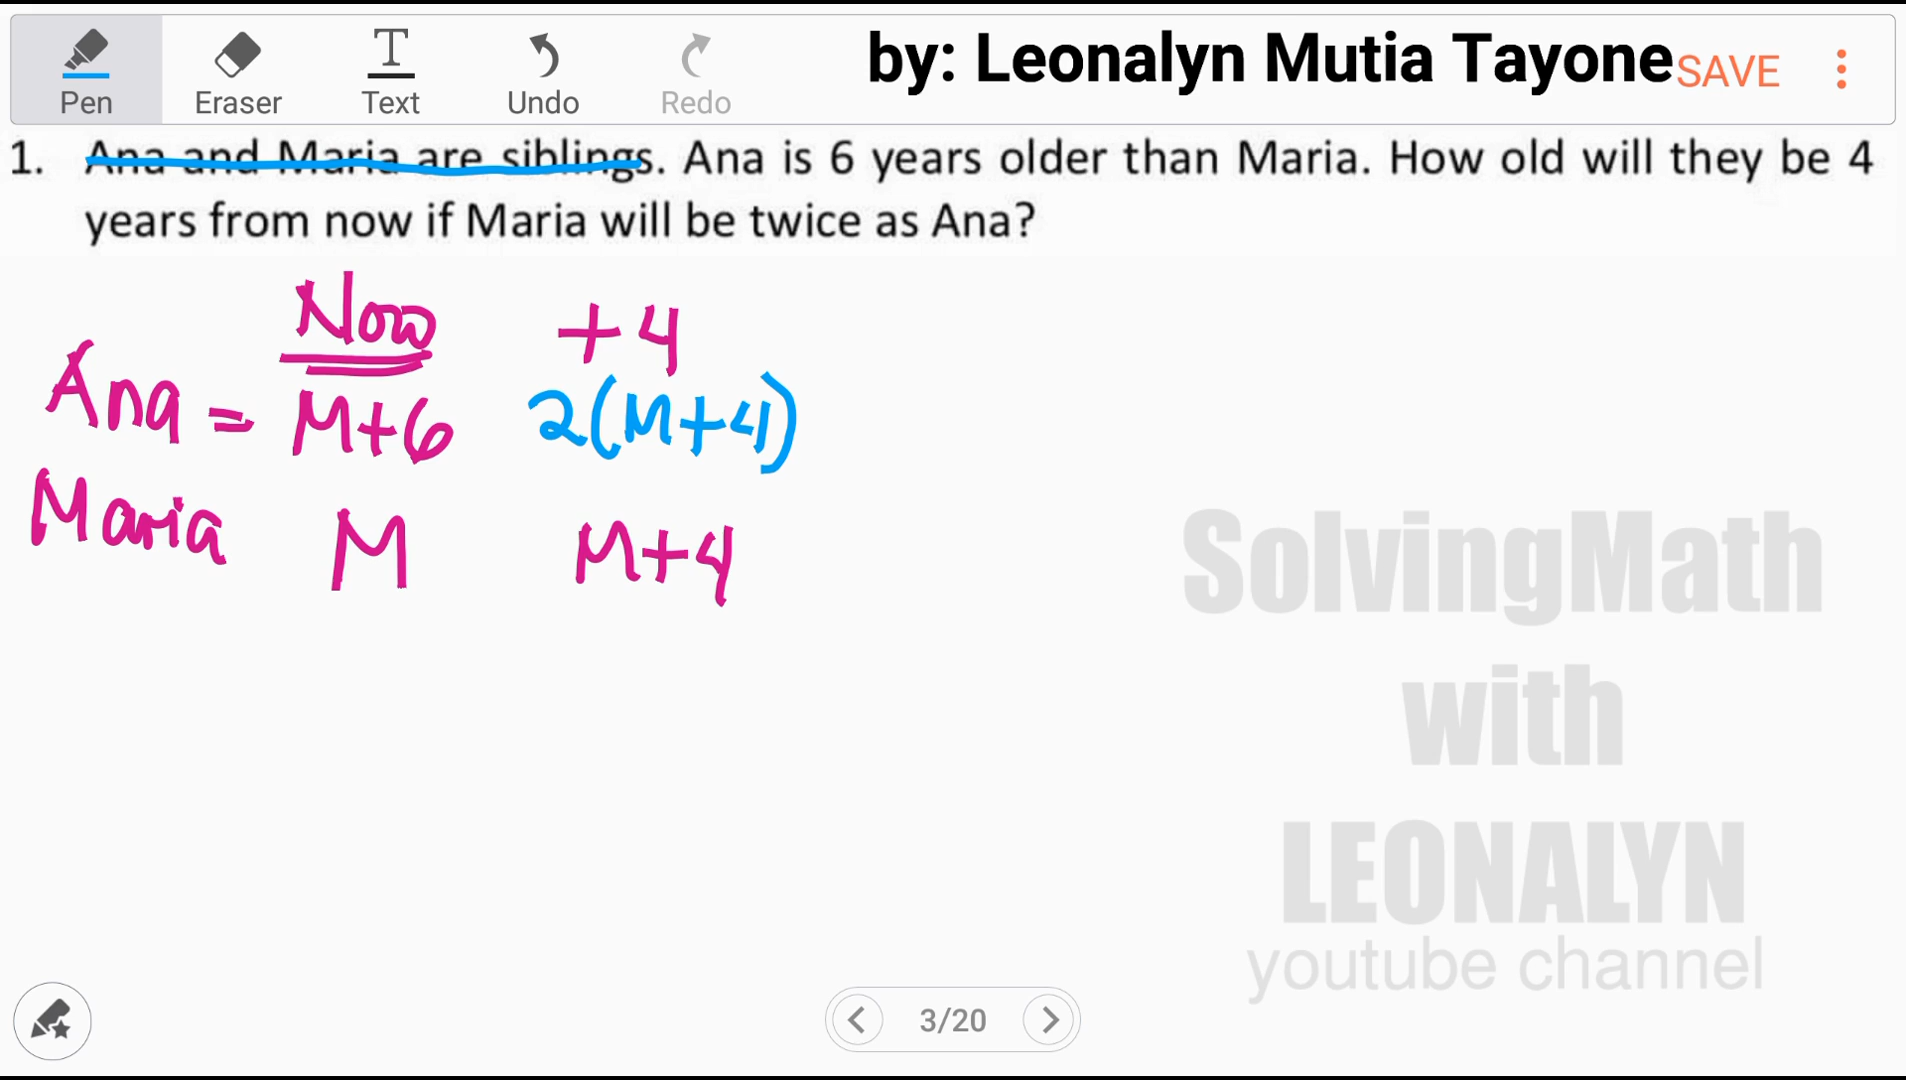 Pen
Eraser
T
Text
Undo
Redo
by: Leonalyn Mutia Tayone
SAVE
1. Ana and Maria are siblings. Ana is 6 years older than Maria. How old will they be 4
years from now if Maria will be twice as Ana?
Now +4
Ana = M+6 2(M+4)
Maria M M+4
SolvingMath
with
LEONALYN
youtube channel
3/20